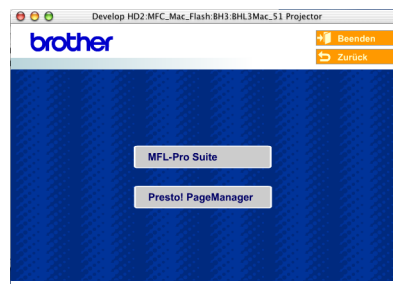 Develop HD2:MFC_Mac_Flash:BH3:BHL3Mac_S1 Projector
brother
Beenden
Zurück
MFL-Pro Suite
Presto! PageManager